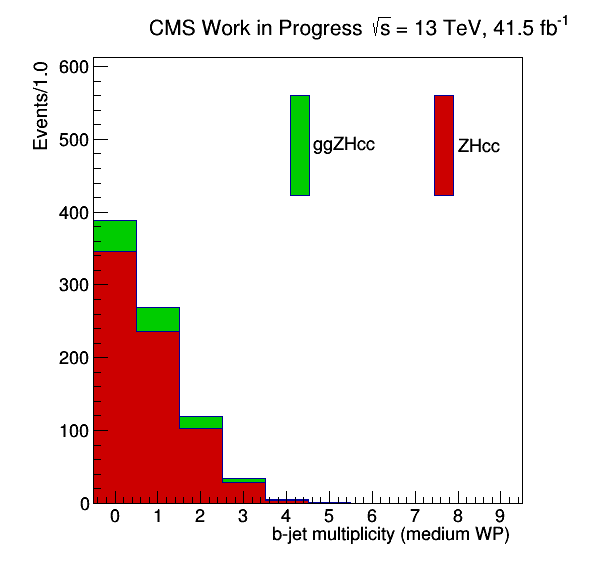 CMS Work in Progress √s = 13 TeV, 41.5 fb⁻¹
Events/1.0
600
500
400
300
200
100
0
ggZHcc
ZHcc
0 1 2 3 4 5 6 7 8 9
b-jet multiplicity (medium WP)